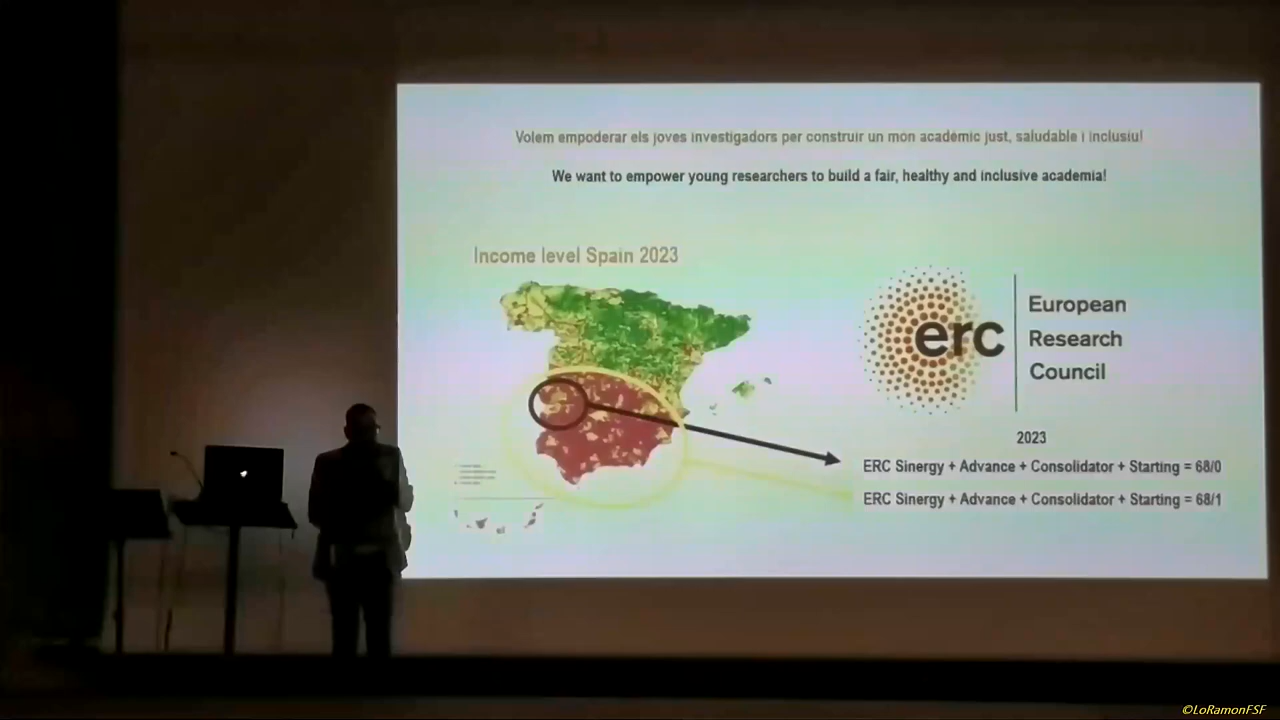 Volem empoderar els joves investigadors per construir un mon acadèmic just, saludable i inclusiu!
We want to empower young researchers to build a fair, healthy and inclusive academia!
Income level Spain 2023
erc
European
Research
Council
2023
ERC Sinergy + Advance + Consolidator + Starting = 68/0
ERC Sinergy + Advance + Consolidator + Starting = 68/1
©LoRamonFSF